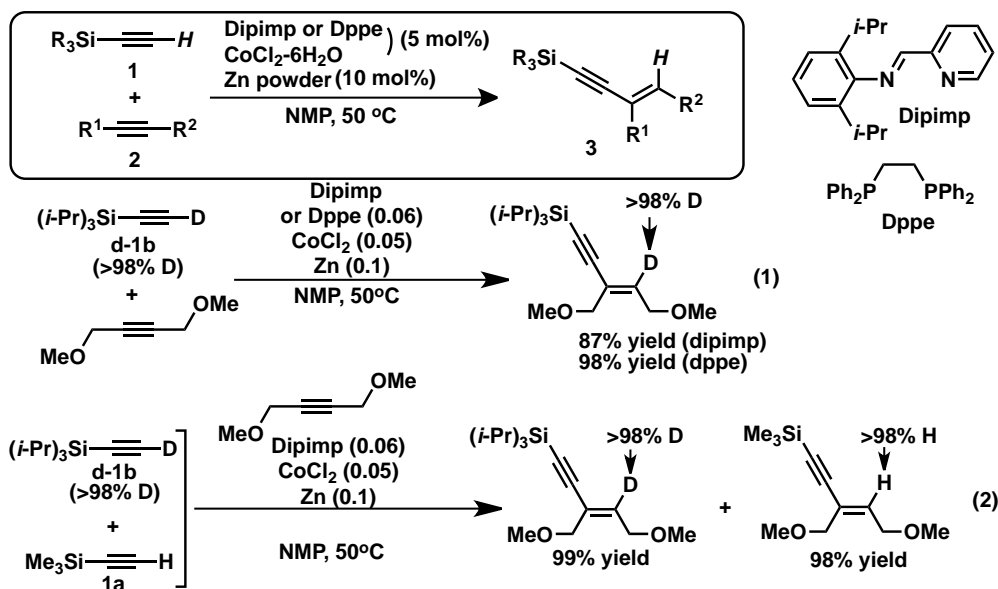 R3Si H
1
+
R1 R2
2
Dipimp or Dppe
CoCl2-6H2O
) (5 mol%)
Zn powder (10 mol%)
NMP, 50 oC
R3Si
H
R2
R1
3
i-Pr
N
N
i-Pr
Dipimp
Ph2P PPh2
Dppe
(i-Pr)3Si D
d-1b
(>98% D)
+
OMe
MeO
Dipimp
or Dppe (0.06)
CoCl2 (0.05)
Zn (0.1)
NMP, 50oC
(i-Pr)3Si
>98% D
D
MeO OMe
87% yield (dipimp)
98% yield (dppe)
(1)
(i-Pr)3Si D
d-1b
(>98% D)
+
Me3Si H
1a
OMe
MeO
Dipimp (0.06)
CoCl2 (0.05)
Zn (0.1)
NMP, 50oC
(i-Pr)3Si
>98% D
D
MeO OMe
99% yield
+
Me3Si
>98% H
H
MeO OMe
98% yield
(2)